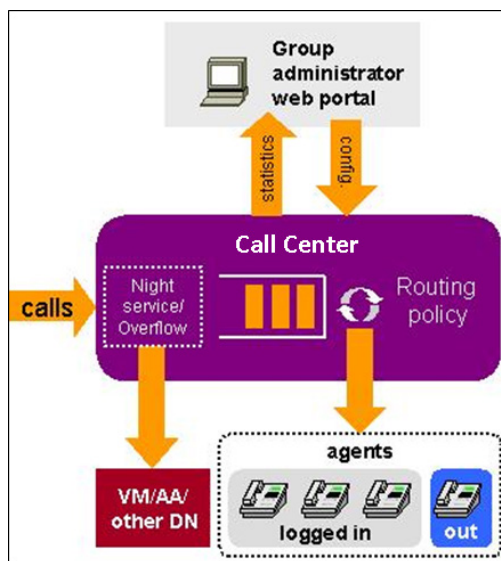 Group
administrator
web portal
statistics
config.
Call Center
calls
Night
service/
Overflow
Routing
policy
VM/AA/
other DN
agents
logged in
out